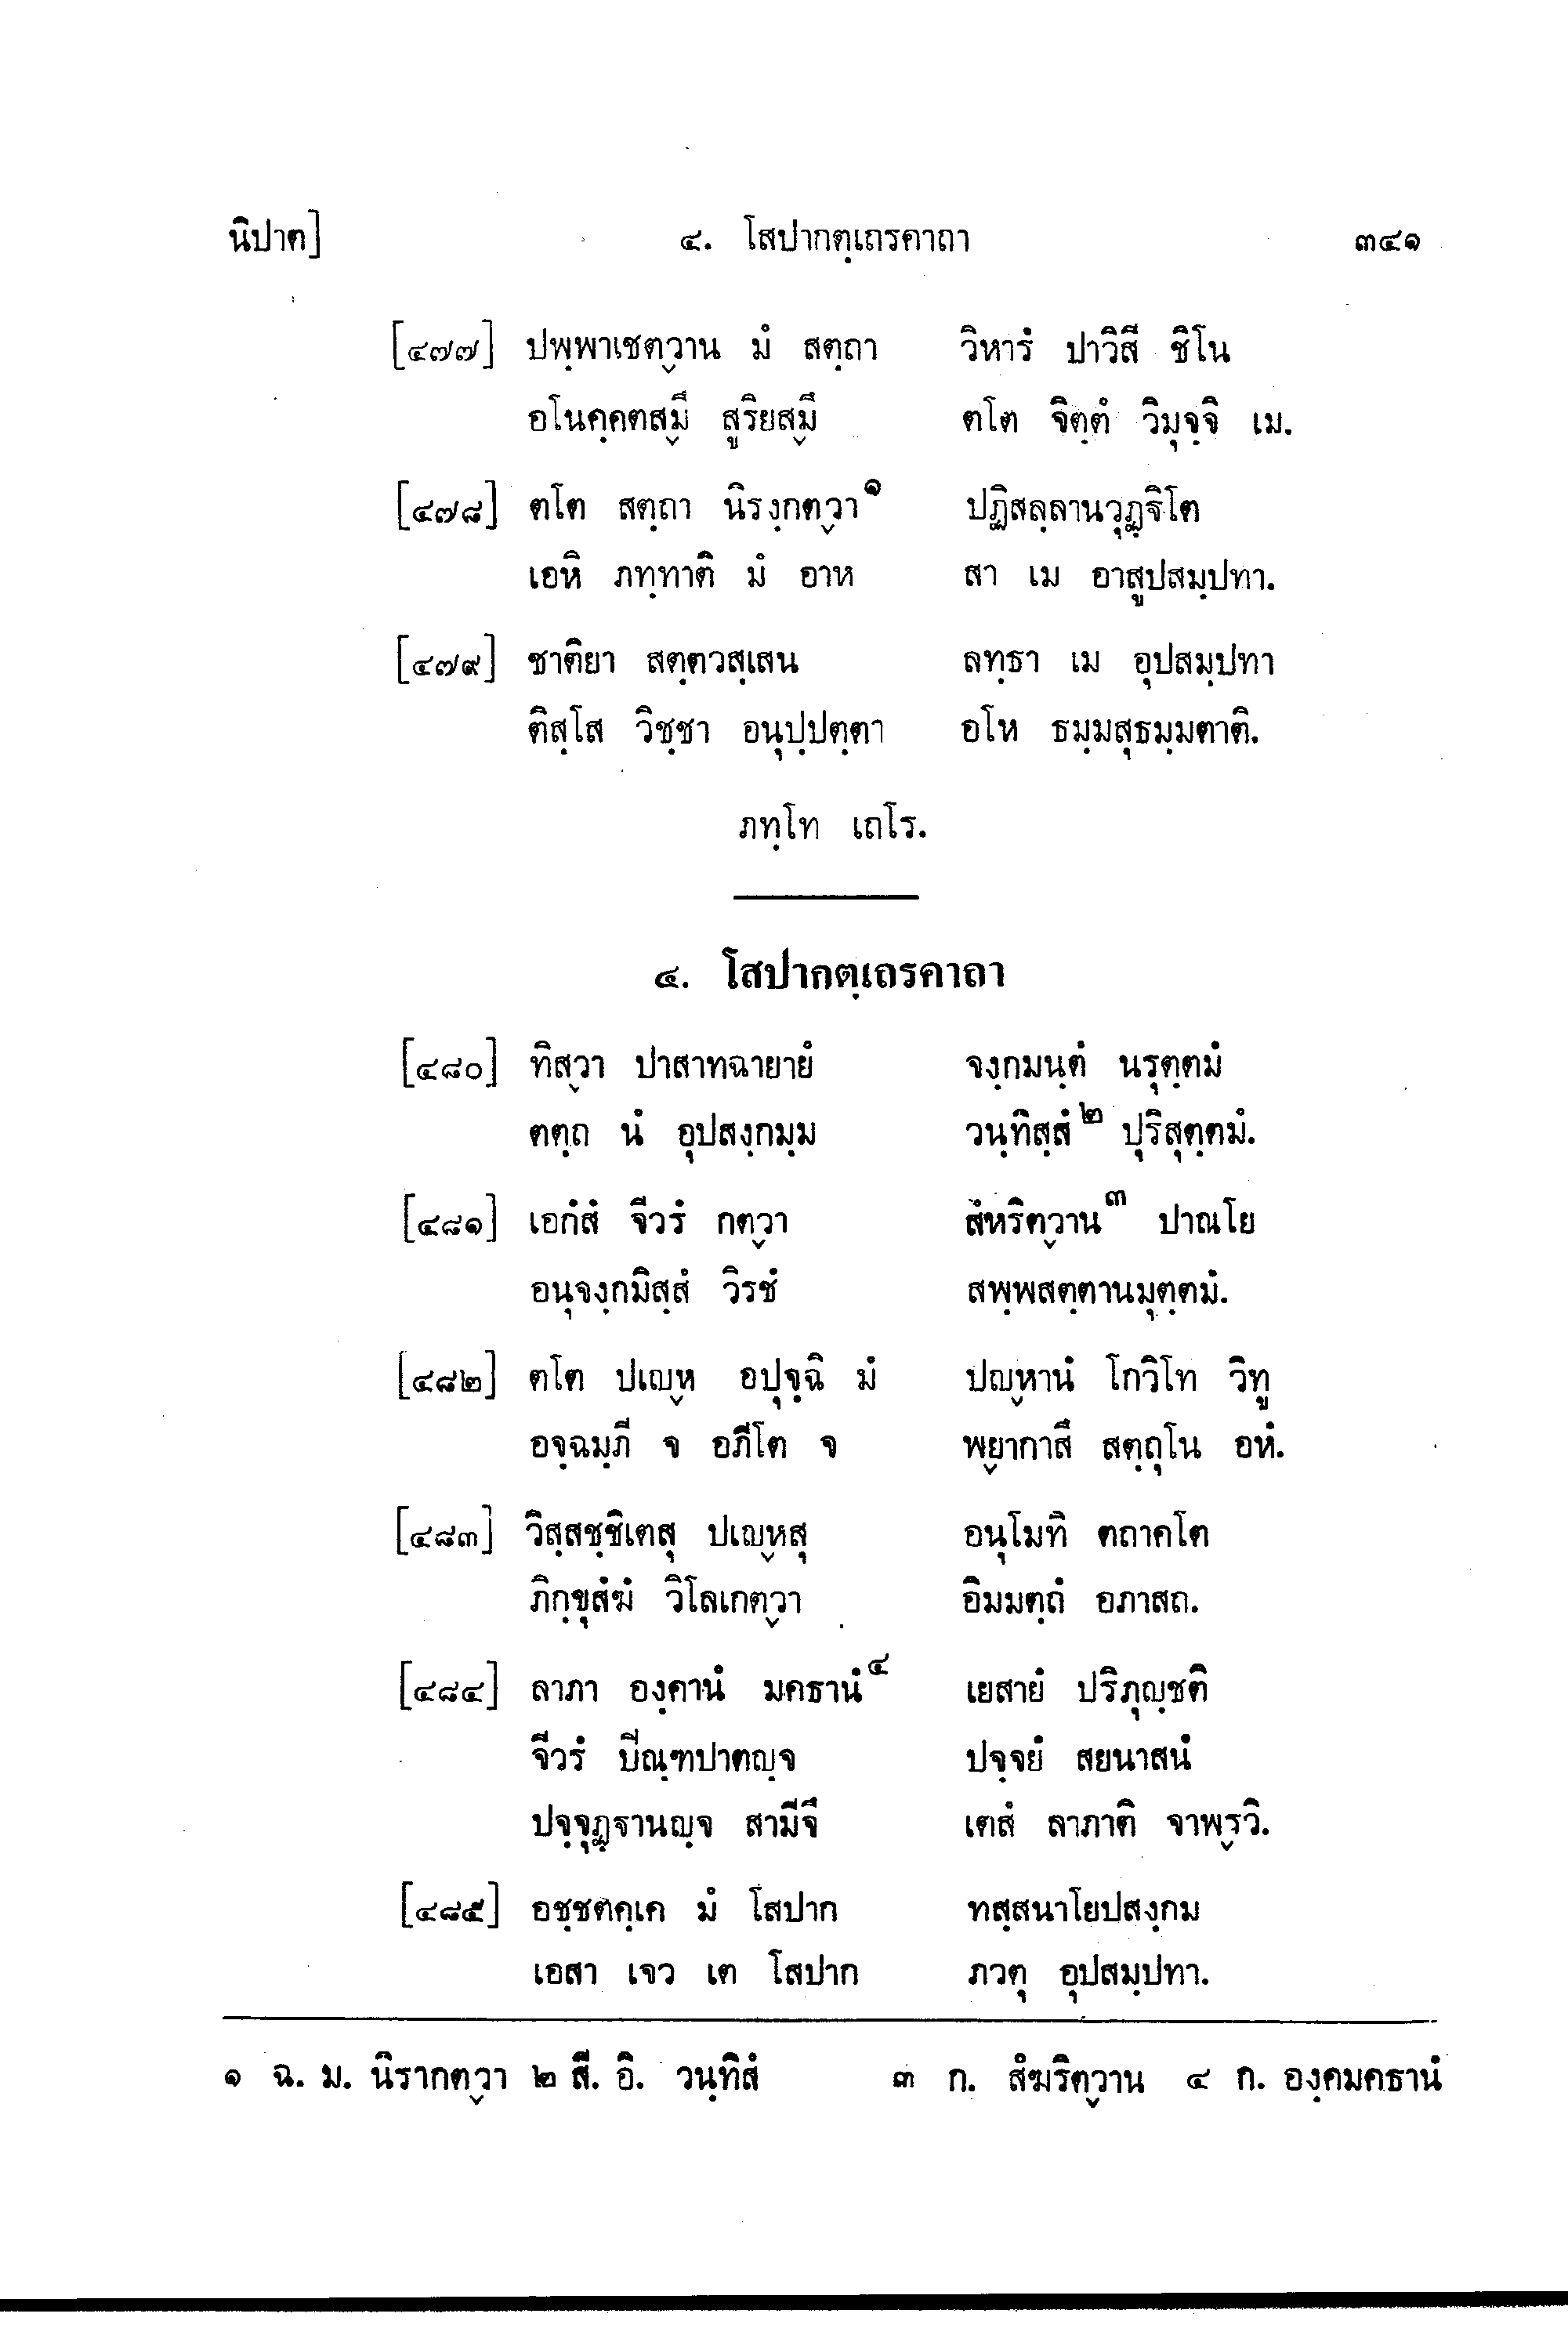 นิปาต] ๔. โสปากตฺเถรคาถา ๓๔๑
[๔๗๗] ปพฺพาเชตฺวาน มํ สตฺถา วิหารํ ปาวิสี ชิโน
อโนคฺคตสฺมึ สูริยสฺมึ ตโต จิตฺตํ วิมุจฺจิ เม.
[๔๗๘] ตโต สตฺถา นิรงฺกตฺวา๑ ปฏิสลฺลานวุฏฺฐิโต
เอหิ ภทฺทาติ มํ อาห สา เม อาสูปสมฺปทา.
[๔๗๙] ชาติยา สตฺตวสฺเสน ลทฺธา เม อุปสมฺปทา
ติสฺโส วิชฺชา อนุปฺปตฺตา อโห ธมฺมสุธมฺมตาติ.
ภทฺโท เถโร.
๔. โสปากตฺเถรคาถา
[๔๘๐] ทิสฺวา ปาสาทฉายายํ จงฺกมนฺตํ นรุตฺตมํ
ตตฺถ นํ อุปสงฺกมฺม วนฺทิสฺสํ๒ ปุริสุตฺตมํ.
[๔๘๑] เอกํสํ จีวรํ กตฺวา สํหริตฺวาน๓ ปาณโย
อนุจงฺกมิสฺสํ วิรชํ สพฺพสตฺตานมุตฺตมํ.
[๔๘๒] ตโต ปเญฺห อปุจฺฉิ มํ ปญฺหานํ โกวิโท วิทู
อจฺฉมฺภี จ อภีโต จ พฺยากาสึ สตฺถุโน อหํ.
[๔๘๓] วิสฺสชฺชิเตสุ ปเญฺหสุ อนุโมทิ ตถาคโต
ภิกฺขุสํฆํ วิโลเกตฺวา อิมมตฺถํ อภาสถ.
[๔๘๔] ลาภา องฺคานํ มคธานํ๔ เยสายํ ปริภุญฺชติ
จีวรํ ปิณฺฑปาตญฺจ ปจฺจยํ สยนาสนํ
ปจฺจุฏฺฐานญฺจ สามีจึ เตสํ ลาภาติ จาพฺรวิ.
[๔๘๕] อชฺชตคฺเค มํ โสปาก ทสฺสนาโยปสงฺกม
เอสา เจว เต โสปาก ภวตุ อุปสมฺปทา.
๑ ฉ. ม. นิรากตฺวา ๒ สี. อิ. วนฺทิสํ ๓ ก. สํฆริตฺวาน ๔ ก. องฺคมคธานํ